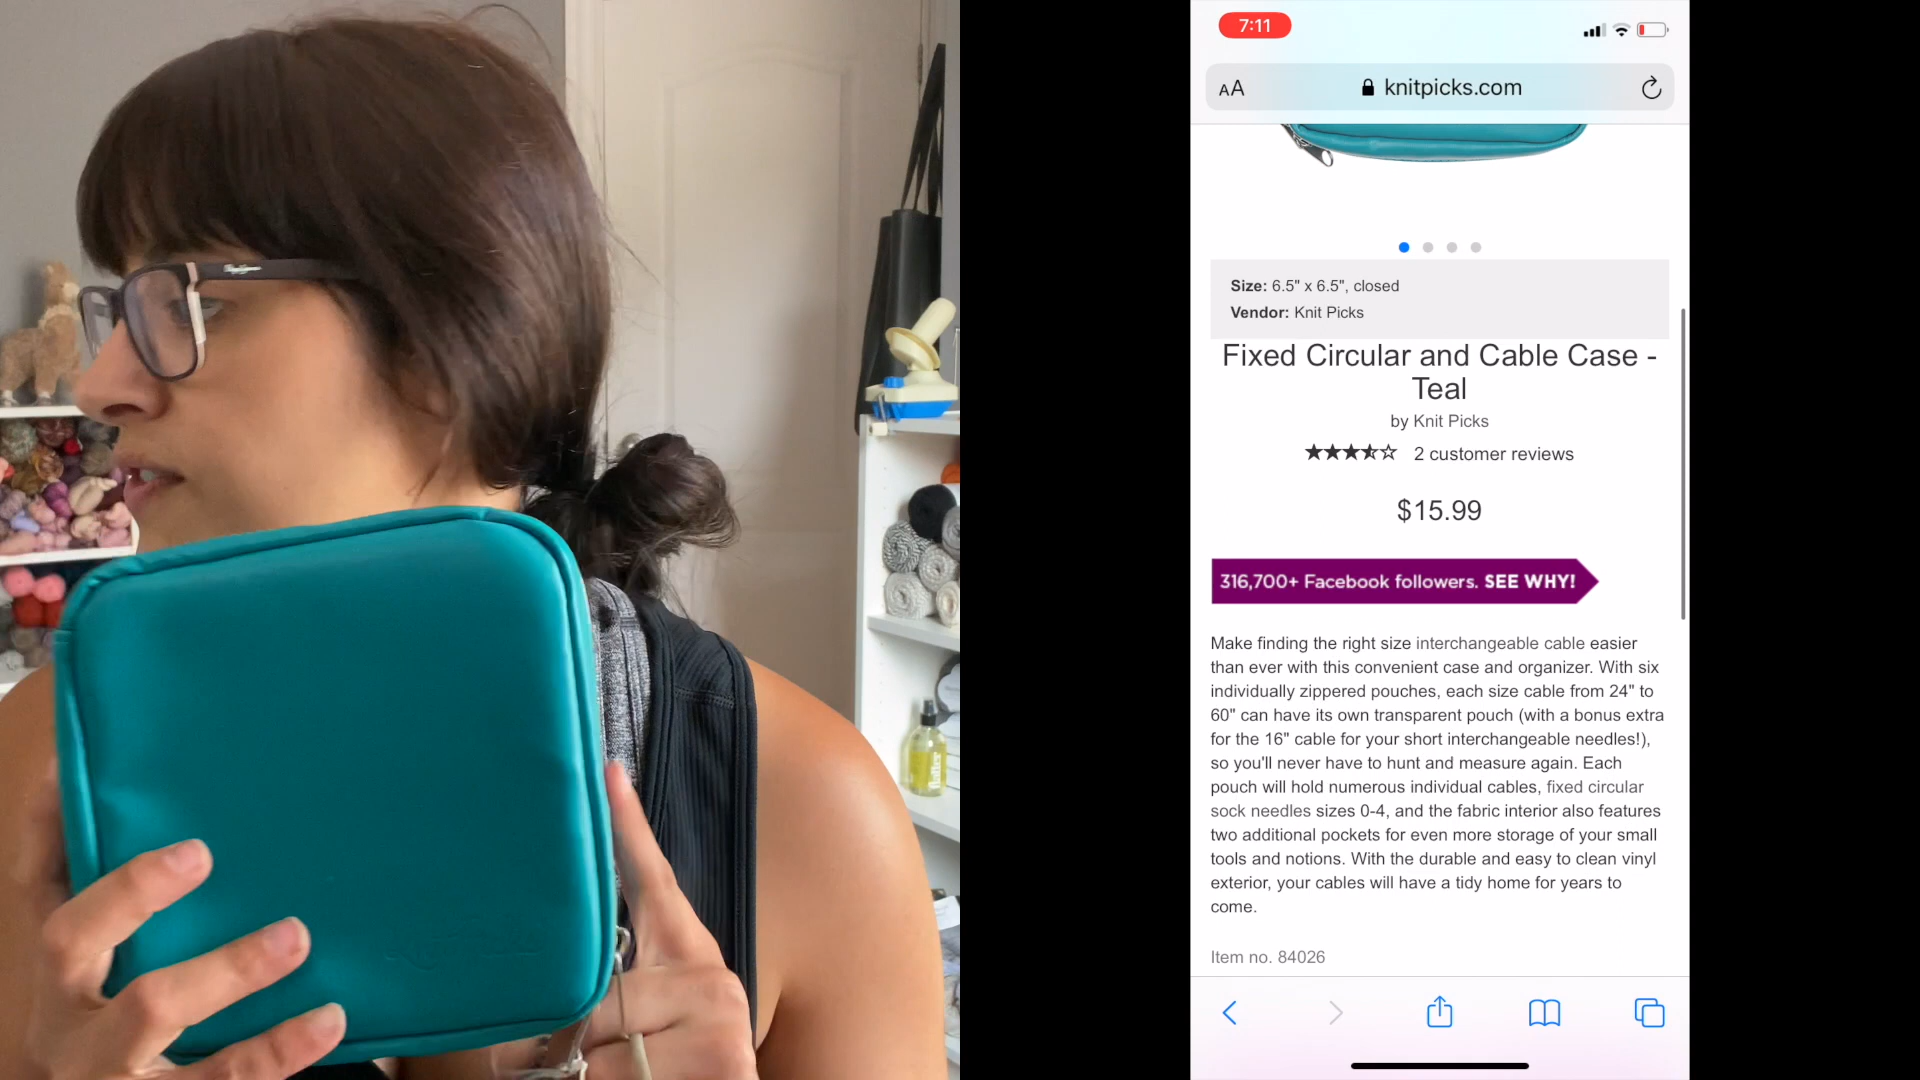 7:11
AA
knitpicks.com
Size: 6.5" x 6.5", closed
Vendor: Knit Picks
Fixed Circular and Cable Case -
Teal
by Knit Picks
2 customer reviews
$15.99
316,700+ Facebook followers. SEE WHY!
Make finding the right size interchangeable cable easier
than ever with this convenient case and organizer. With six
individually zippered pouches, each size cable from 24" to
60" can have its own transparent pouch (with a bonus extra
for the 16" cable for your short interchangeable needles!),
so you'll never have to hunt and measure again. Each
pouch will hold numerous individual cables, fixed circular
sock needles sizes 0-4, and the fabric interior also features
two additional pockets for even more storage of your small
tools and notions. With the durable and easy to clean vinyl
exterior, your cables will have a tidy home for years to
come.
Item no. 84026